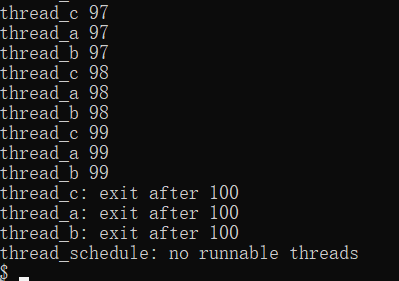 thread_c 97
thread_a 97
thread_b 97
thread_c 98
thread_a 98
thread_b 98
thread_c 99
thread_a 99
thread_b 99
thread_c: exit after 100
thread_a: exit after 100
thread_b: exit after 100
thread_schedule: no runnable threads
$